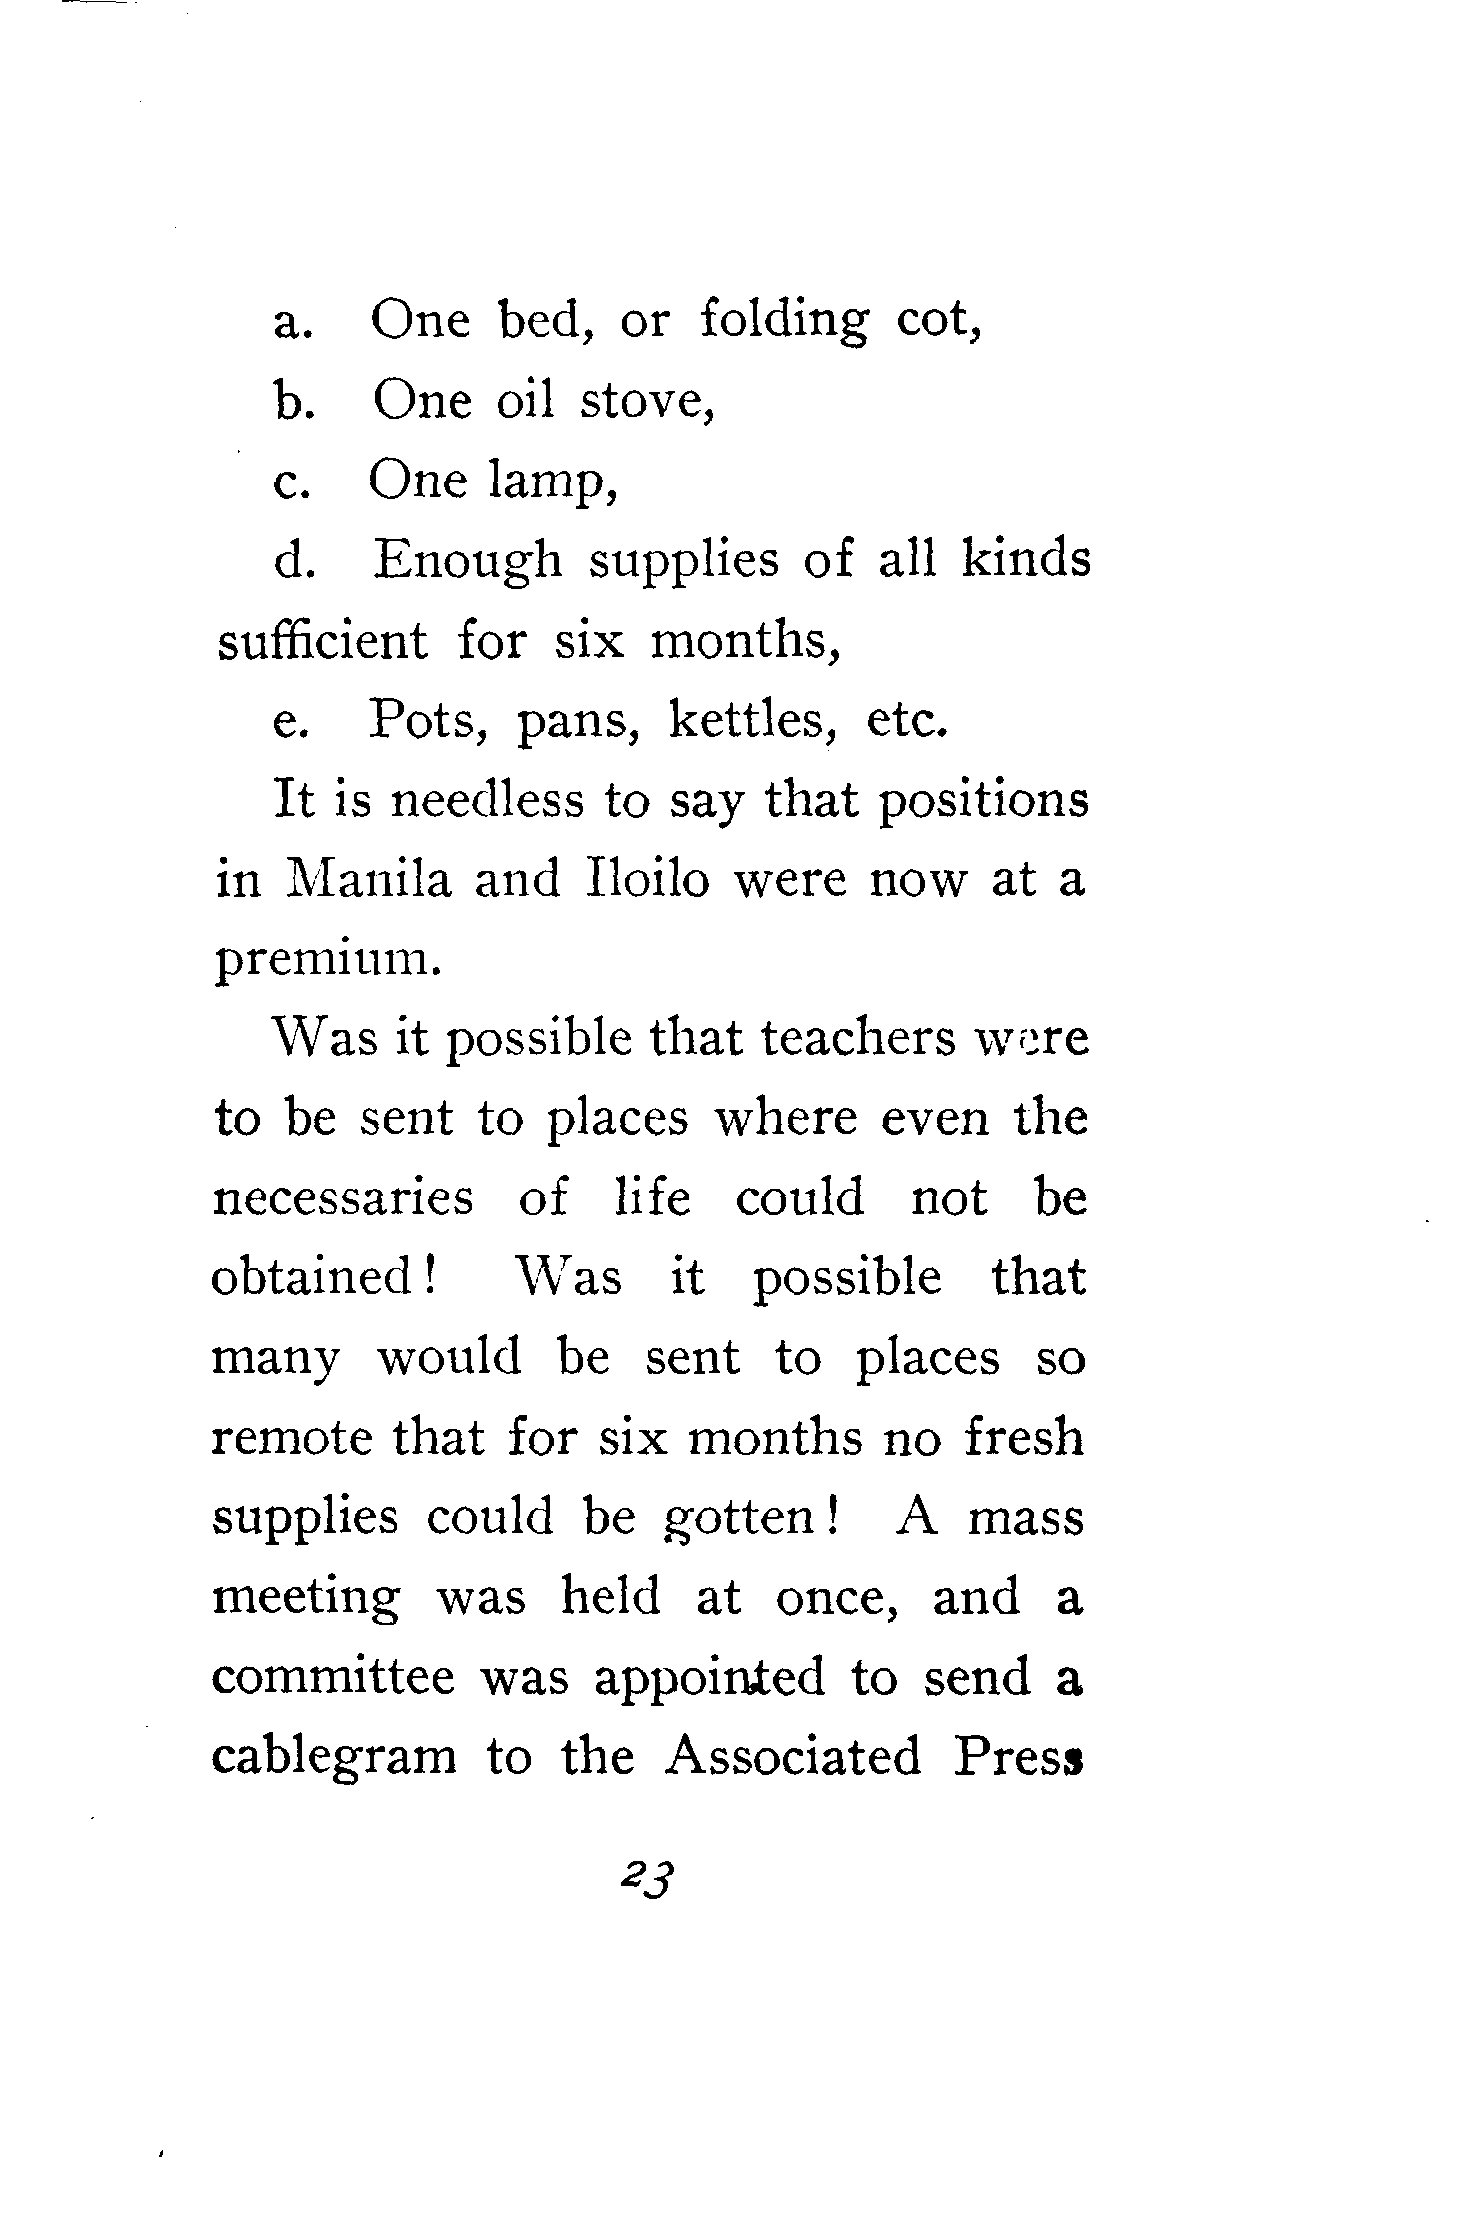 a. One bed, or folding cot,
b. One oil stove,
c. One lamp,
d. Enough supplies of all kinds
sufficient for six months,
e. Pots, pans, kettles, etc.
It is needless to say that positions
in Manila and Iloilo were now at a
premium.
Was it possible that teachers were
to be sent to places where even the
necessaries of life could not be
obtained! Was it possible that
many would be sent to places so
remote that for six months no fresh
supplies could be gotten! A mass
meeting was held at once, and a
committee was appointed to send a
cablegram to the Associated Press
23